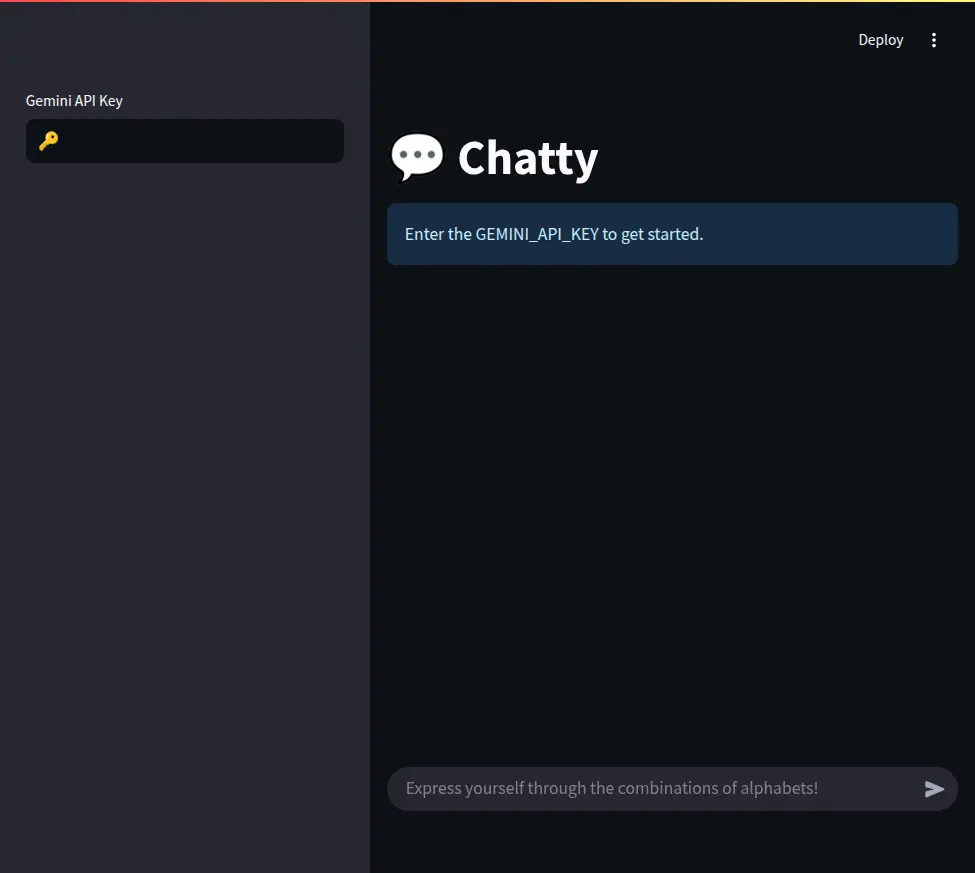 Deploy
Gemini API Key
Chatty
Enter the GEMINI_API_KEY to get started.
Express yourself through the combinations of alphabets!